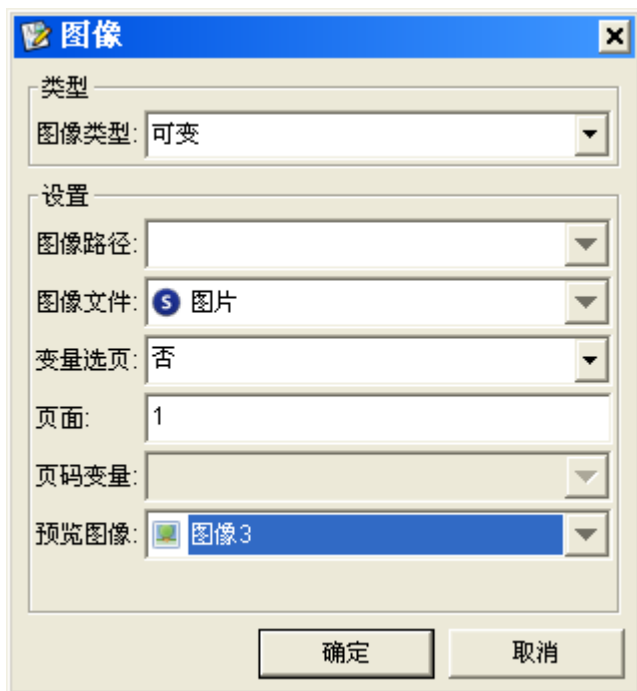 图像
类型
图像类型: 可变
设置
图像路径:
图像文件: S 图片
变量选页: 否
页面: 1
页码变量:
预览图像: 图像3
确定 取消